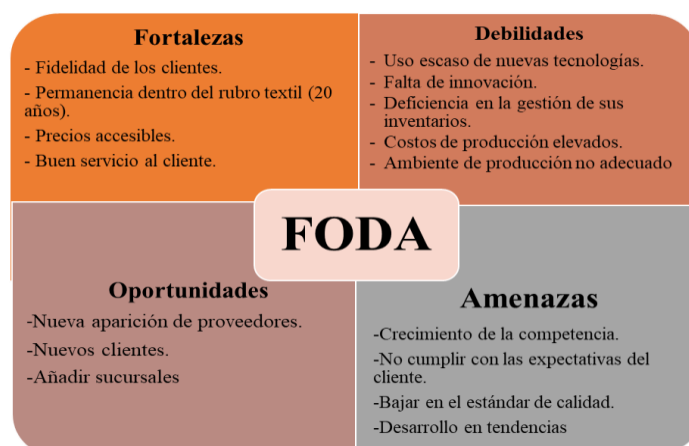 Fortalezas
- Fidelidad de los clientes.
- Permanencia dentro del rubro textil (20
años).
- Precios accesibles.
- Buen servicio al cliente.
Debilidades
- Uso escaso de nuevas tecnologías.
- Falta de innovación.
- Deficiencia en la gestión de sus
inventarios.
- Costos de producción elevados.
- Ambiente de producción no adecuado
FODA
Oportunidades
-Nueva aparición de proveedores.
-Nuevos clientes.
-Añadir sucursales
Amenazas
-Crecimiento de la competencia.
-No cumplir con las expectativas del
cliente.
-Bajar en el estándar de calidad.
-Desarrollo en tendencias